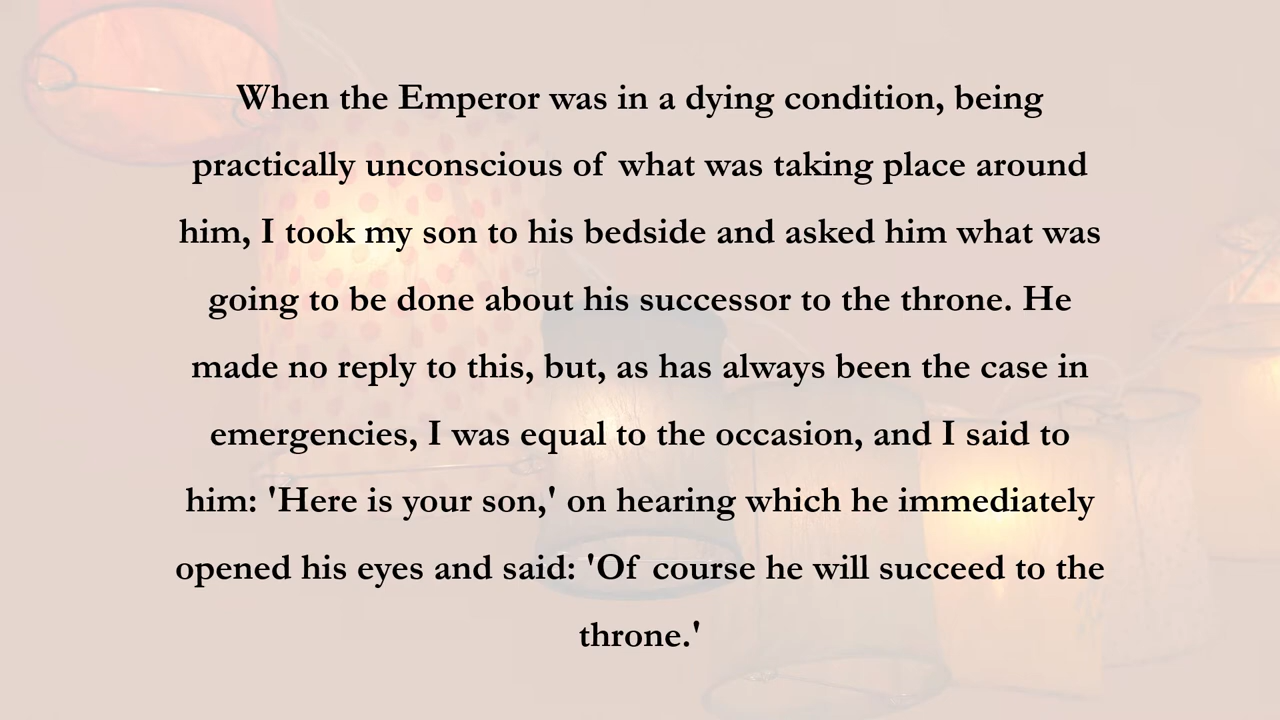 When the Emperor was in a dying condition, being
practically unconscious of what was taking place around
him, I took my son to his bedside and asked him what was
going to be done about his successor to the throne. He
made no reply to this, but, as has always been the case in
emergencies, I was equal to the occasion, and I said to
him: 'Here is your son,' on hearing which he immediately
opened his eyes and said: 'Of course he will succeed to the
throne.'